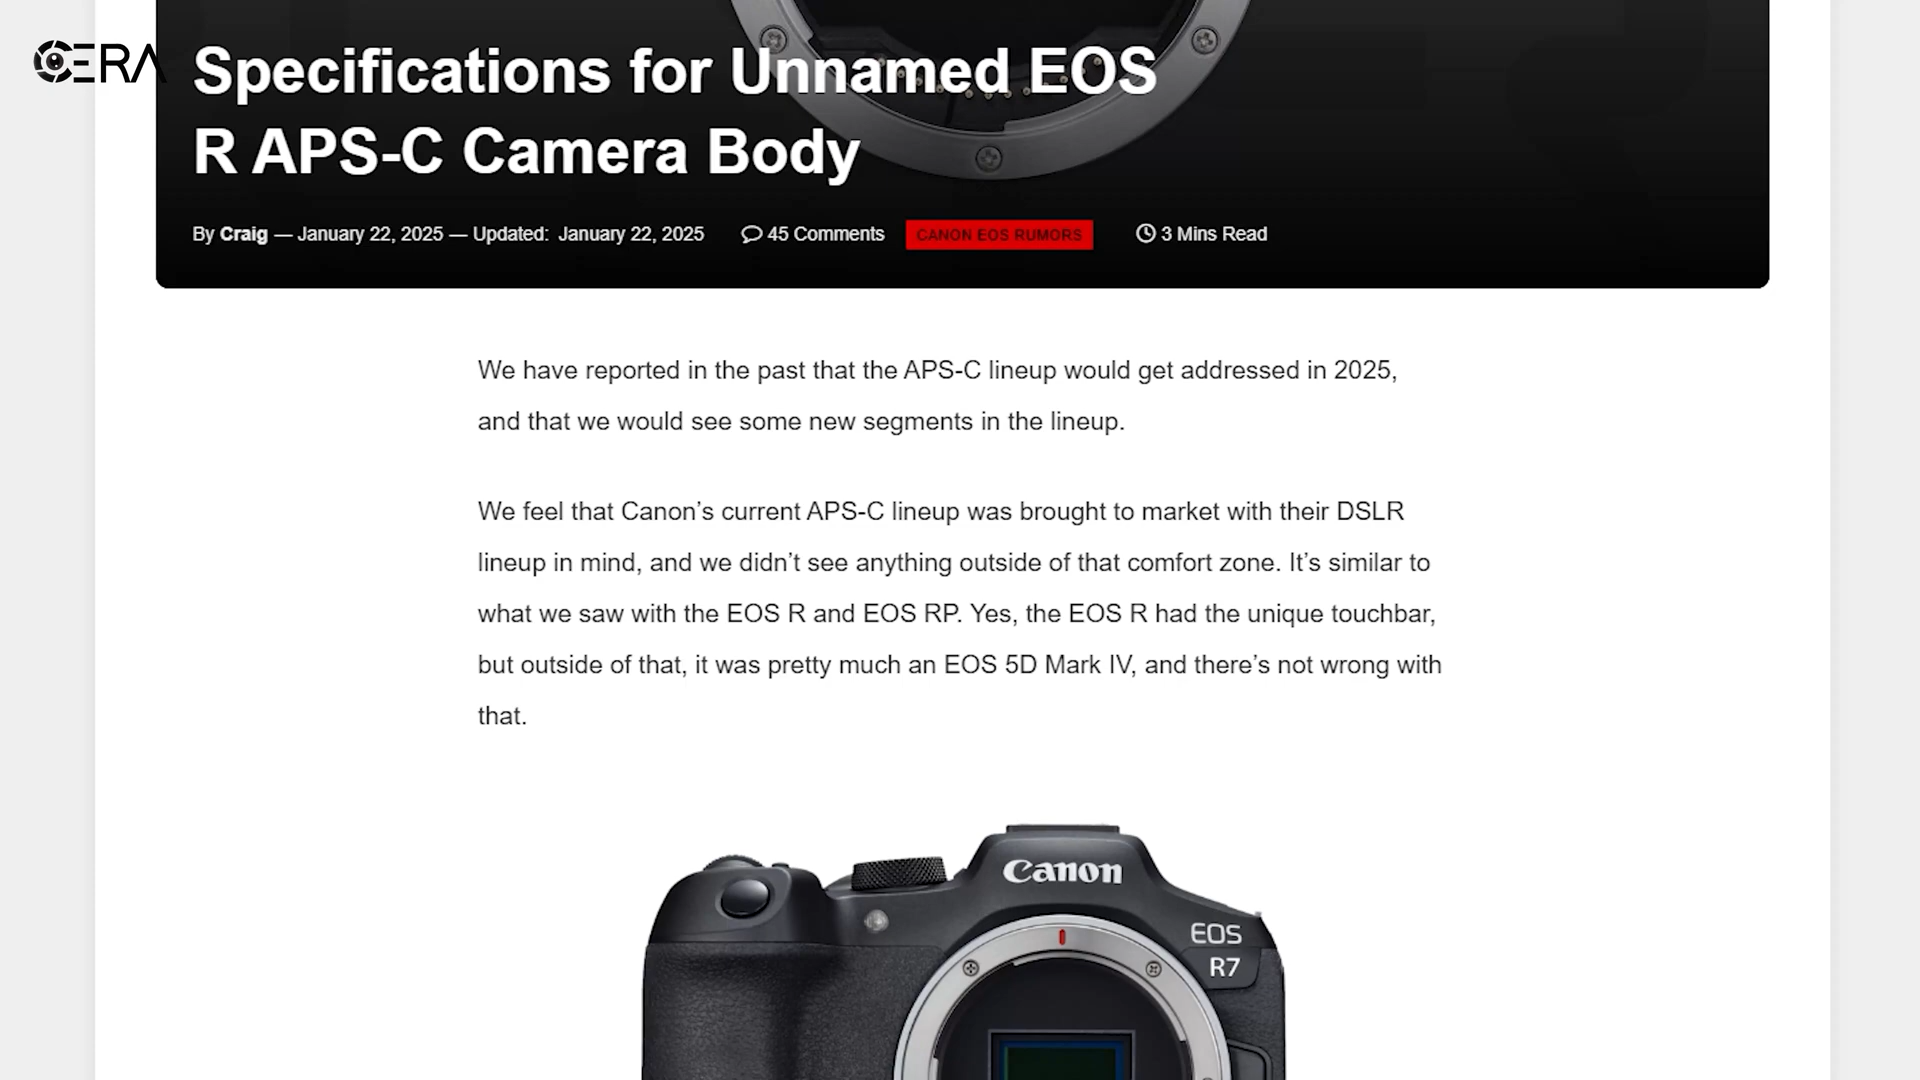 CERA
Specifications for Unnamed EOS
R APS-C Camera Body
By Craig — January 22, 2025 — Updated: January 22, 2025 45 Comments CANON EOS RUMORS 3 Mins Read
We have reported in the past that the APS-C lineup would get addressed in 2025,
and that we would see some new segments in the lineup.
We feel that Canon’s current APS-C lineup was brought to market with their DSLR
lineup in mind, and we didn’t see anything outside of that comfort zone. It’s similar to
what we saw with the EOS R and EOS RP. Yes, the EOS R had the unique touchbar,
but outside of that, it was pretty much an EOS 5D Mark IV, and there’s not wrong with
that.
Canon
EOS
R7